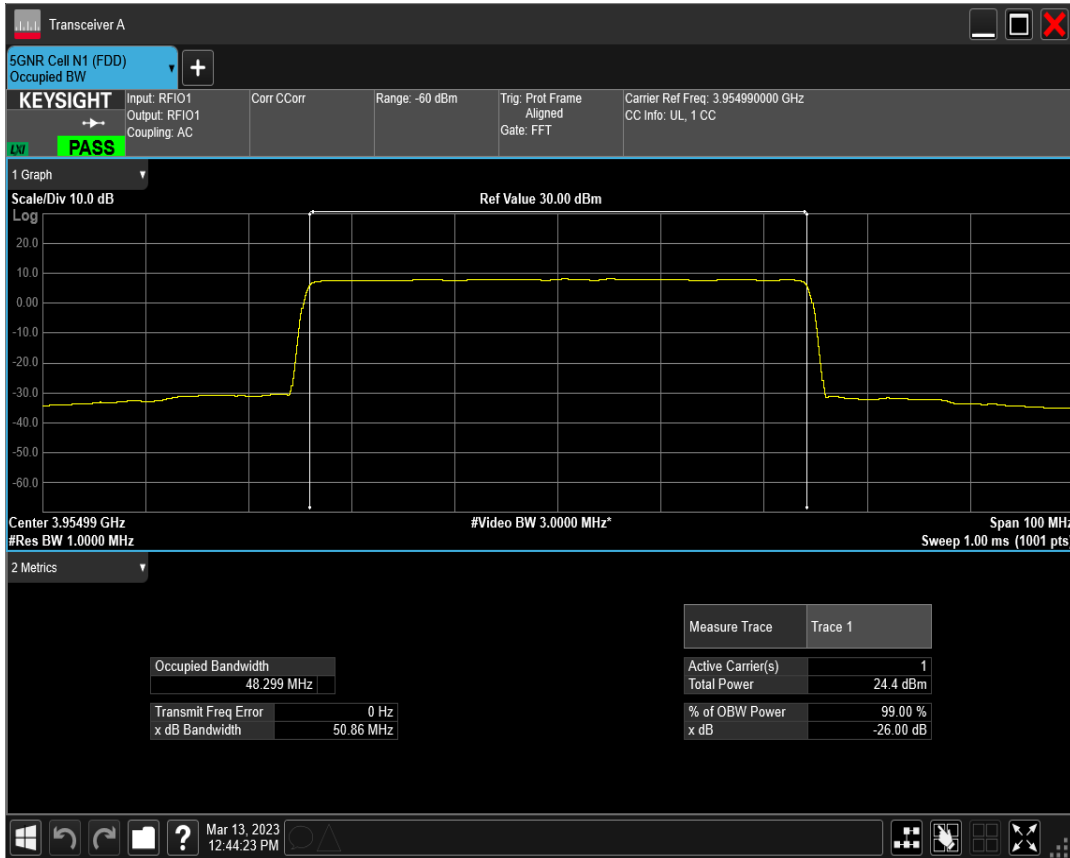 Transceiver A
5GNR Cell N1 (FDD)
Occupied BW
KEYSIGHT
LXI
PASS
Input: RFIO1
Output: RFIO1
Coupling: AC
Corr CCorr
Range: -60 dBm
Trig: Prot Frame
Aligned
Gate: FFT
Carrier Ref Freq: 3.954990000 GHz
CC Info: UL, 1 CC
1 Graph
Scale/Div 10.0 dB
Ref Value 30.00 dBm
Log
20.0
10.0
0.00
-10.0
-20.0
-30.0
-40.0
-50.0
-60.0
Center 3.95499 GHz
#Video BW 3.0000 MHz*
Span 100 MHz
#Res BW 1.0000 MHz
Sweep 1.00 ms (1001 pts)
2 Metrics
Measure Trace Trace 1
Occupied Bandwidth
48.299 MHz
Active Carrier(s) 1
Total Power 24.4 dBm
Transmit Freq Error 0 Hz
x dB Bandwidth 50.86 MHz
% of OBW Power 99.00 %
x dB -26.00 dB
?
Mar 13, 2023
12:44:23 PM